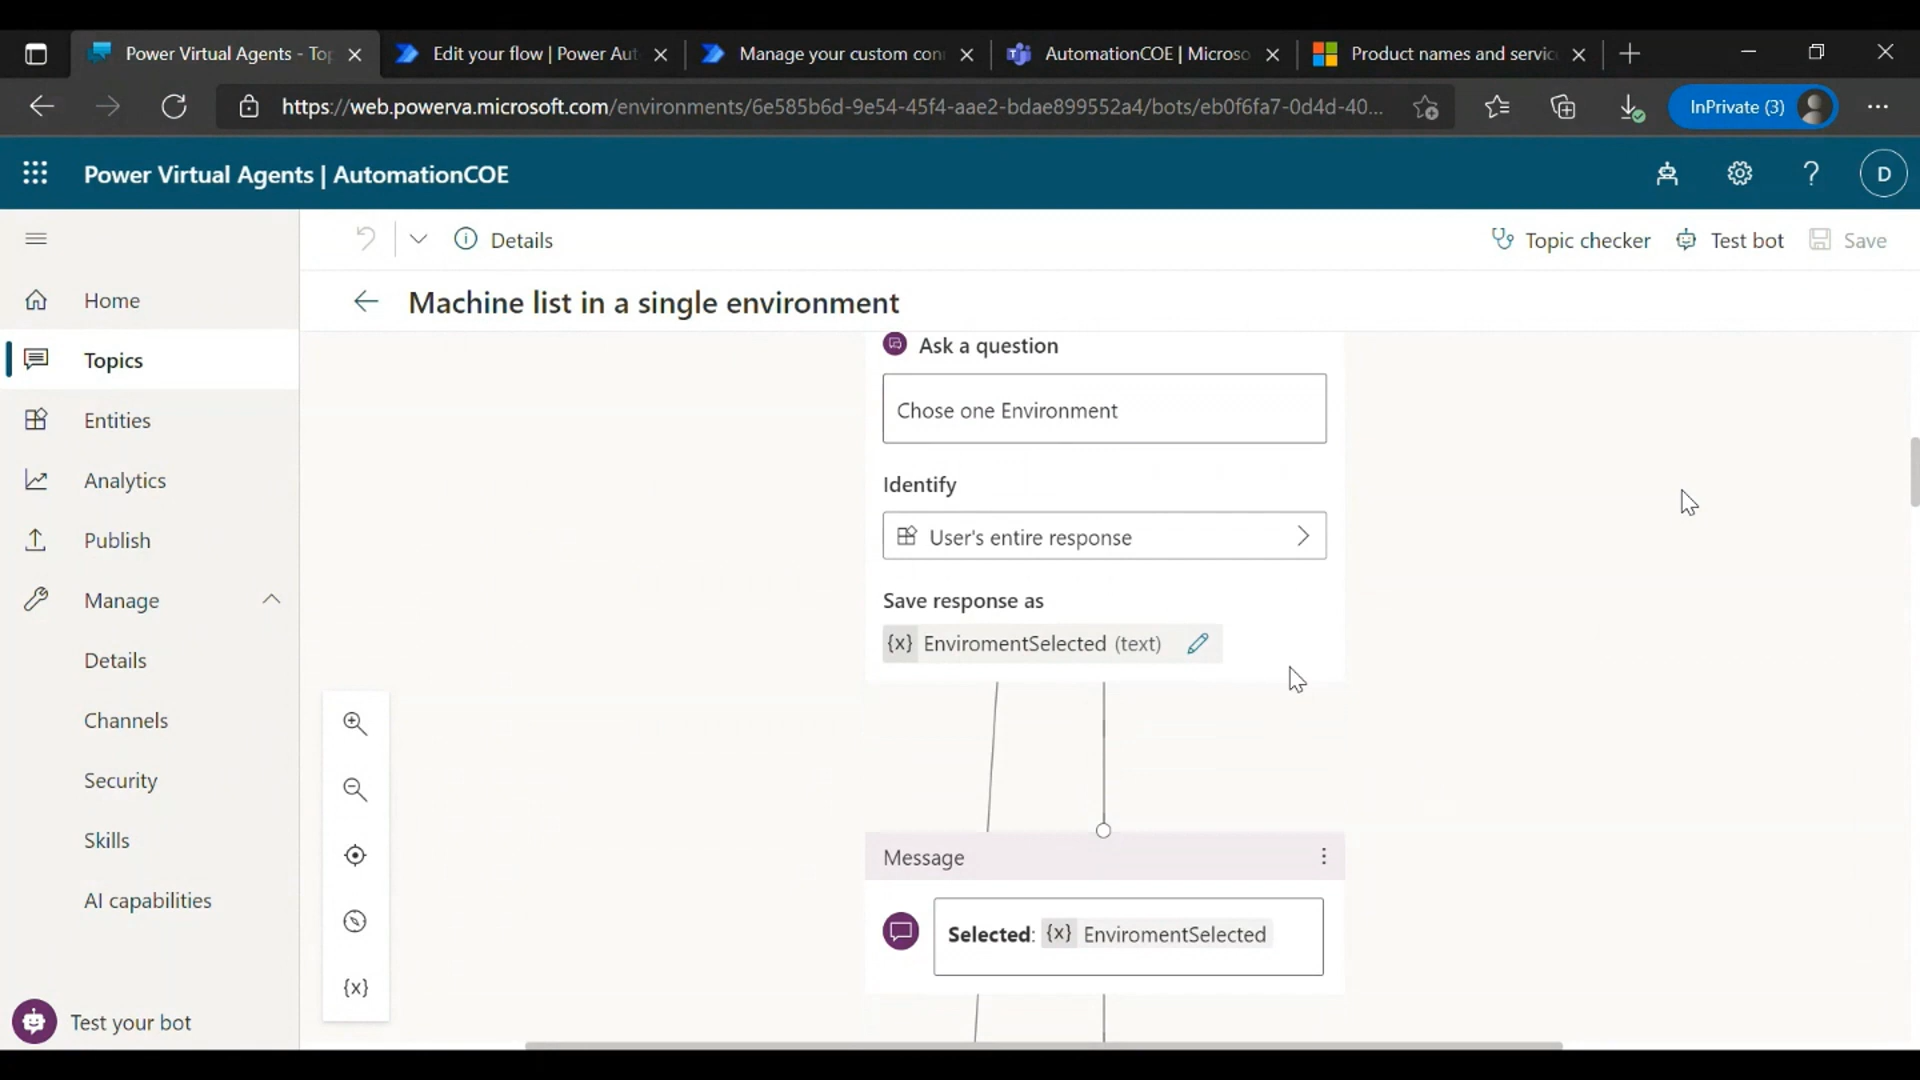 Power Virtual Agents - Top
Edit your flow | Power Aut
Manage your custom con
AutomationCOE | Microso
Product names and servic
https://web.powerva.microsoft.com/environments/6e585b6d-9e54-45f4-aae2-bdae899552a4/bots/eb0f6fa7-0d4d-40...
InPrivate (3)
Power Virtual Agents | AutomationCOE
?
D
Details
Topic checker
Test bot
Save
Machine list in a single environment
Home
Topics
Entities
Analytics
Publish
Manage
Details
Channels
Security
Skills
AI capabilities
Test your bot
{x}
Ask a question
Chose one Environment
Identify
User's entire response
Save response as
{x} EnviromentSelected (text)
Message
Selected: {x} EnviromentSelected